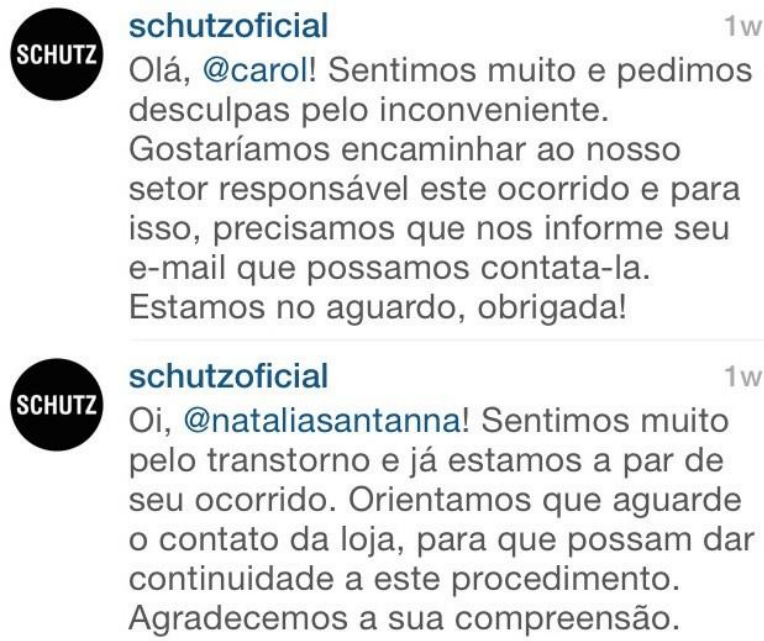 SCHUTZ
schutzoficial 1w
Olá, @carol! Sentimos muito e pedimos
desculpas pelo inconveniente.
Gostaríamos encaminhar ao nosso
setor responsável este ocorrido e para
isso, precisamos que nos informe seu
e-mail que possamos contata-la.
Estamos no aguardo, obrigada!
SCHUTZ
schutzoficial 1w
Oi, @nataliasantanna! Sentimos muito
pelo transtorno e já estamos a par de
seu ocorrido. Orientamos que aguarde
o contato da loja, para que possam dar
continuidade a este procedimento.
Agradecemos a sua compreensão.